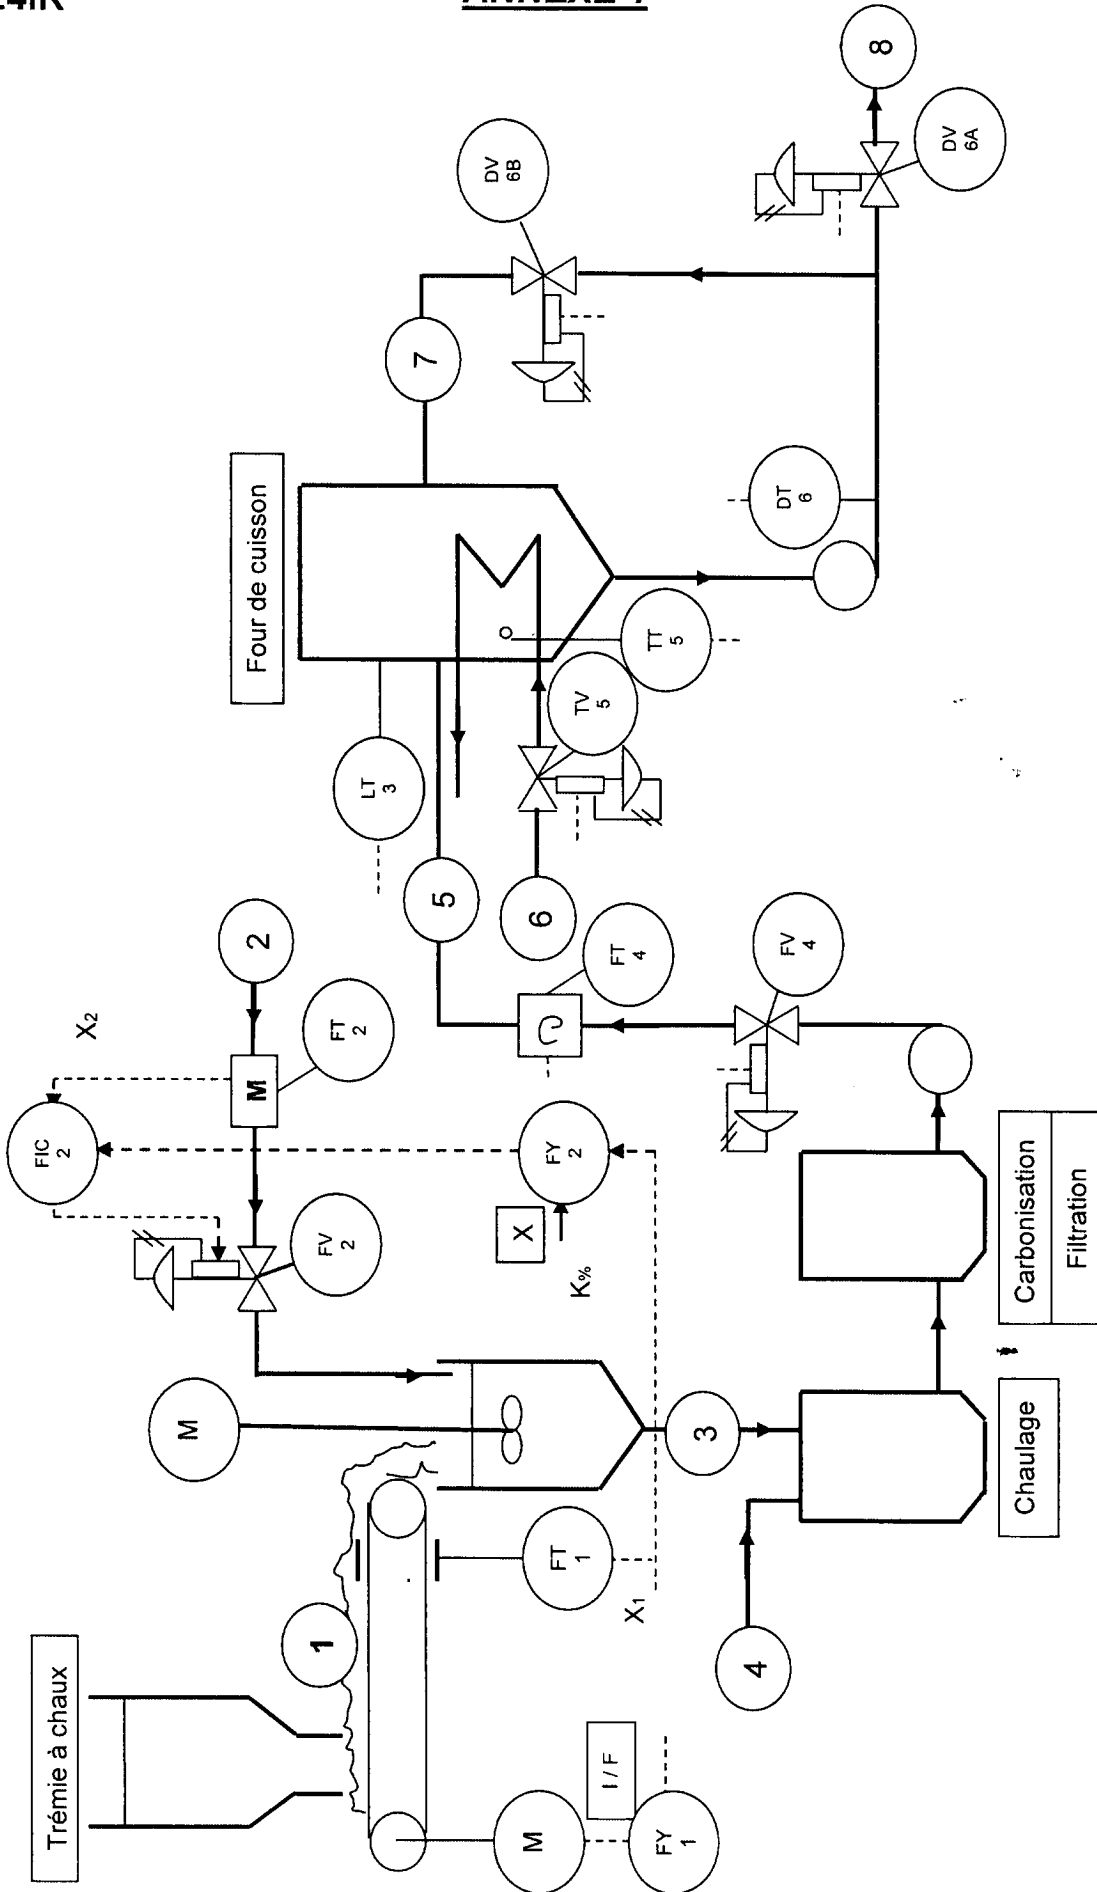 Trémie à chaux
1
M
I / F
FY
1
FT
1
X1
M
FV
2
FIC
2
M
FT
2
X2
2
FY
2
X
K%
3
4
Chaulage
Carbonisation
Filtration
FV
4
FT
4
5
6
LT
3
TV
5
TT
5
Four de cuisson
7
DT
6
DV
6B
DV
6A
8